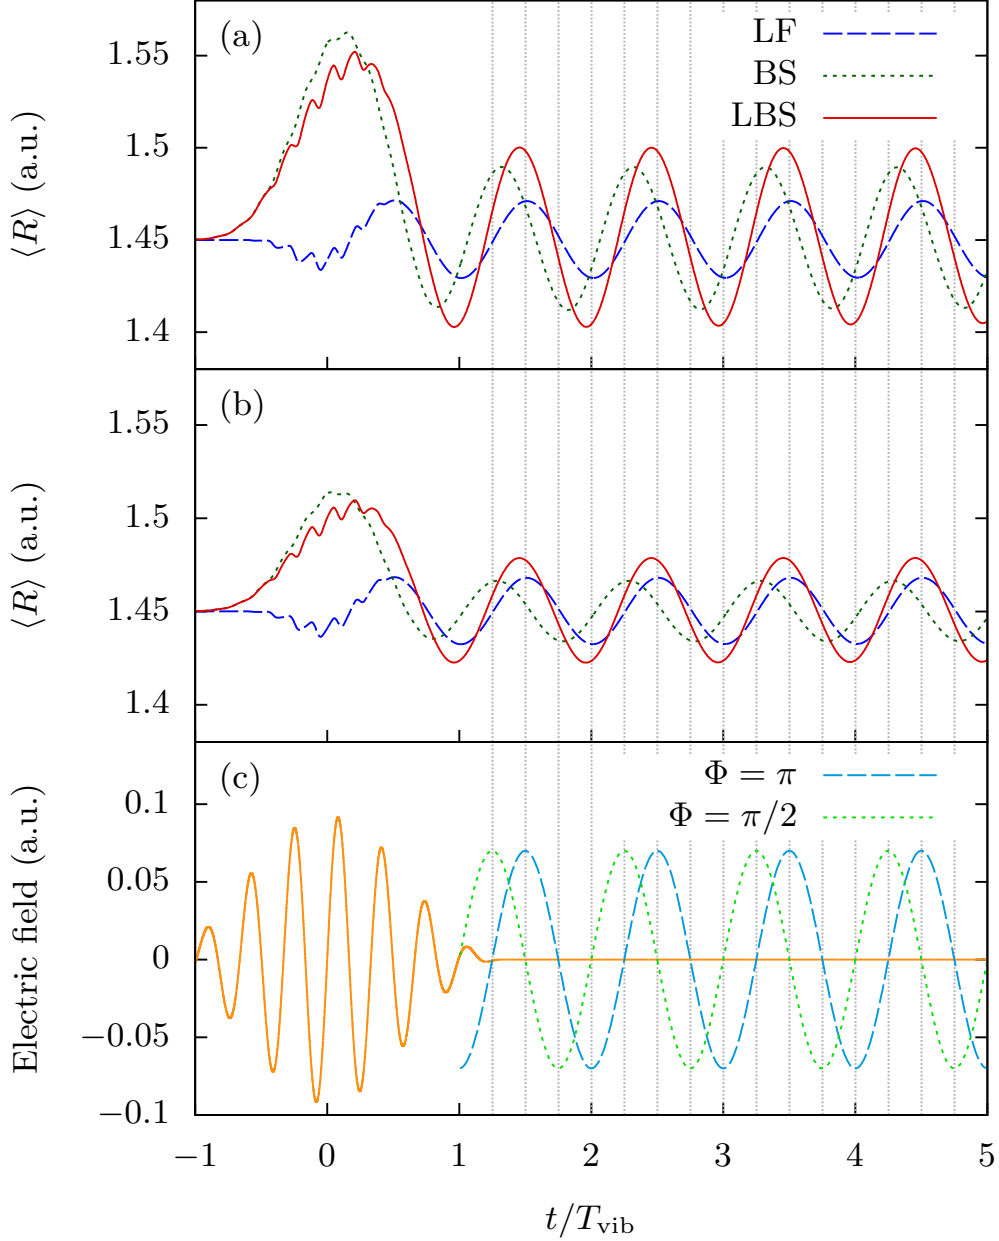 (a)
LF
BS
LBS
1.55
1.5
1.45
1.4
⟨R⟩ (a.u.)
(b)
1.55
1.5
1.45
1.4
⟨R⟩ (a.u.)
(c)
Φ = π
Φ = π/2
0.1
0.05
0
−0.05
−0.1
Electric field (a.u.)
−1 0 1 2 3 4 5
t/Tvib